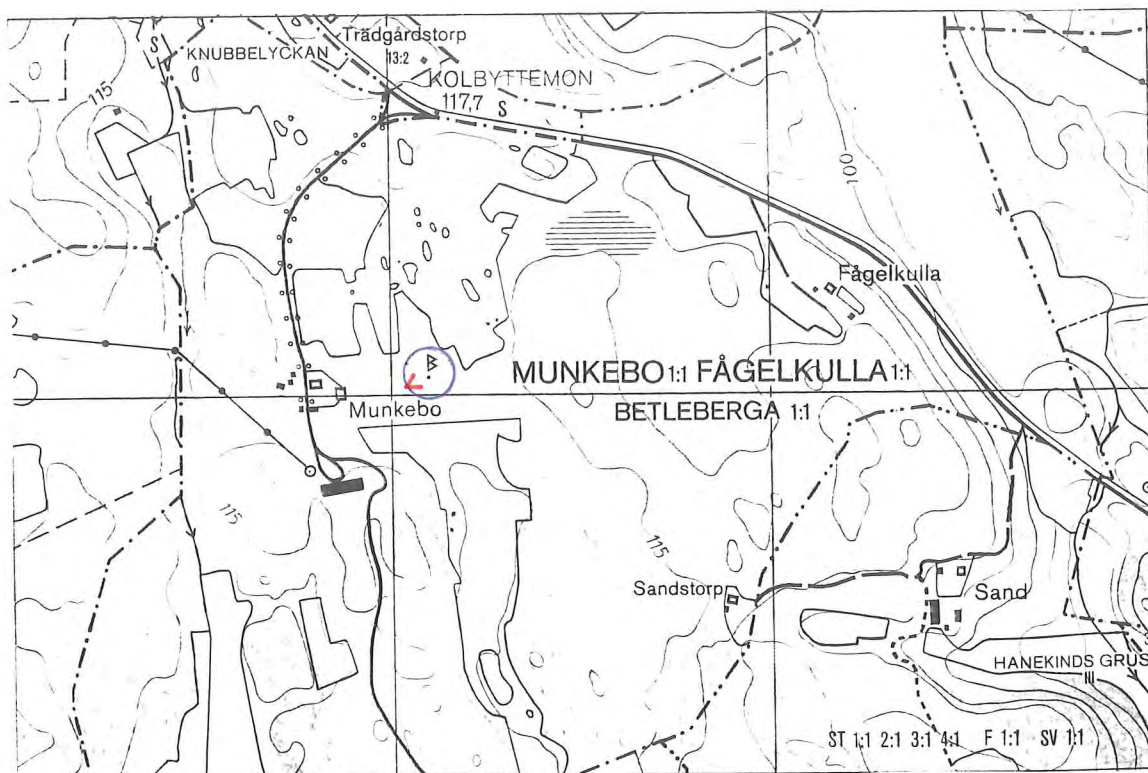 S
Trädgårdstorp
KNUBBELYCKAN
13:2
KOLBYTTEMON
117,7
S
115
100
Fågelkulla
MUNKEBO 1:1 FÅGELKULLA 1:1
Munkebo
BETLEBERGA 1:1
115
115
Sandstorp
Sand
HANEKINDS GRUS
ST 1:1 2:1 3:1 4:1 F 1:1 SV 1:1